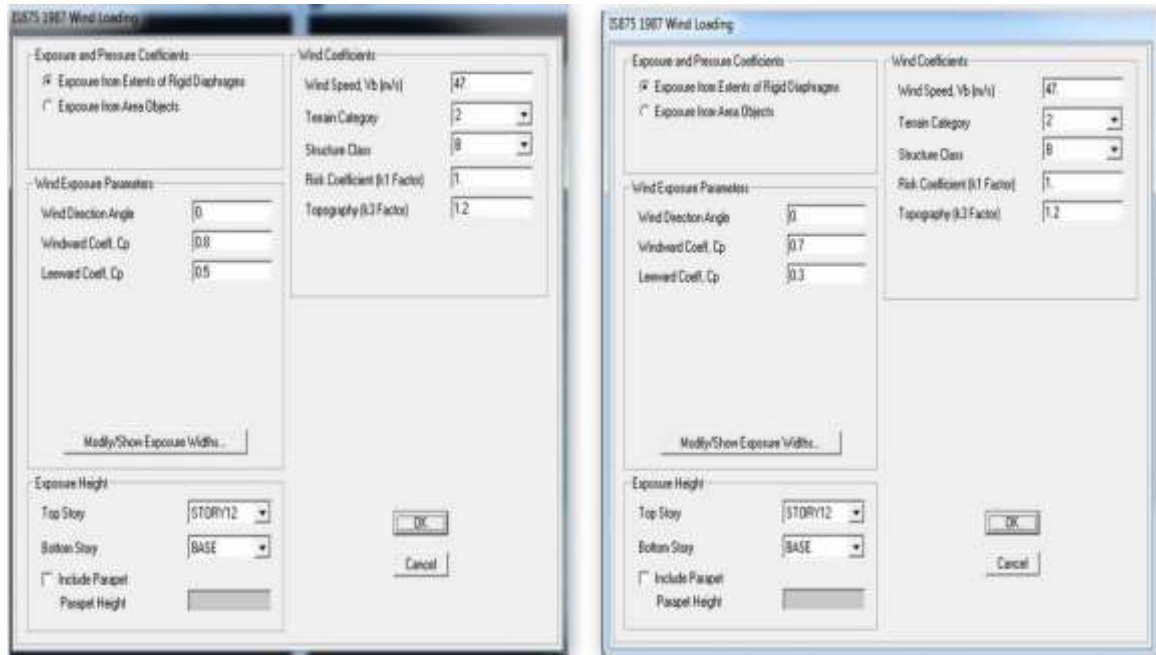 IS875 1987 Wind Loading
Exposure and Pressure Coefficients
Exposure from Extents of Rigid Diaphragms
Exposure from Area Objects
Wind Exposure Parameters
Wind Direction Angle 0.
Windward Coeff, Cp 0.8
Leeward Coeff, Cp 0.5
Modify/Show Exposure Widths...
Exposure Height
Top Story STORY12
Bottom Story BASE
Include Parapet
Parapet Height
Wind Coefficients
Wind Speed, Vb (m/s) 47.
Terrain Category 2
Structure Class B
Risk Coefficient (k1 Factor) 1.
Topography (k3 Factor) 1.2
OK
Cancel
IS875 1987 Wind Loading
Exposure and Pressure Coefficients
Exposure from Extents of Rigid Diaphragms
Exposure from Area Objects
Wind Exposure Parameters
Wind Direction Angle 0.
Windward Coeff, Cp 0.7
Leeward Coeff, Cp 0.3
Modify/Show Exposure Widths...
Exposure Height
Top Story STORY12
Bottom Story BASE
Include Parapet
Parapet Height
Wind Coefficients
Wind Speed, Vb (m/s) 47.
Terrain Category 2
Structure Class B
Risk Coefficient (k1 Factor) 1.
Topography (k3 Factor) 1.2
OK
Cancel